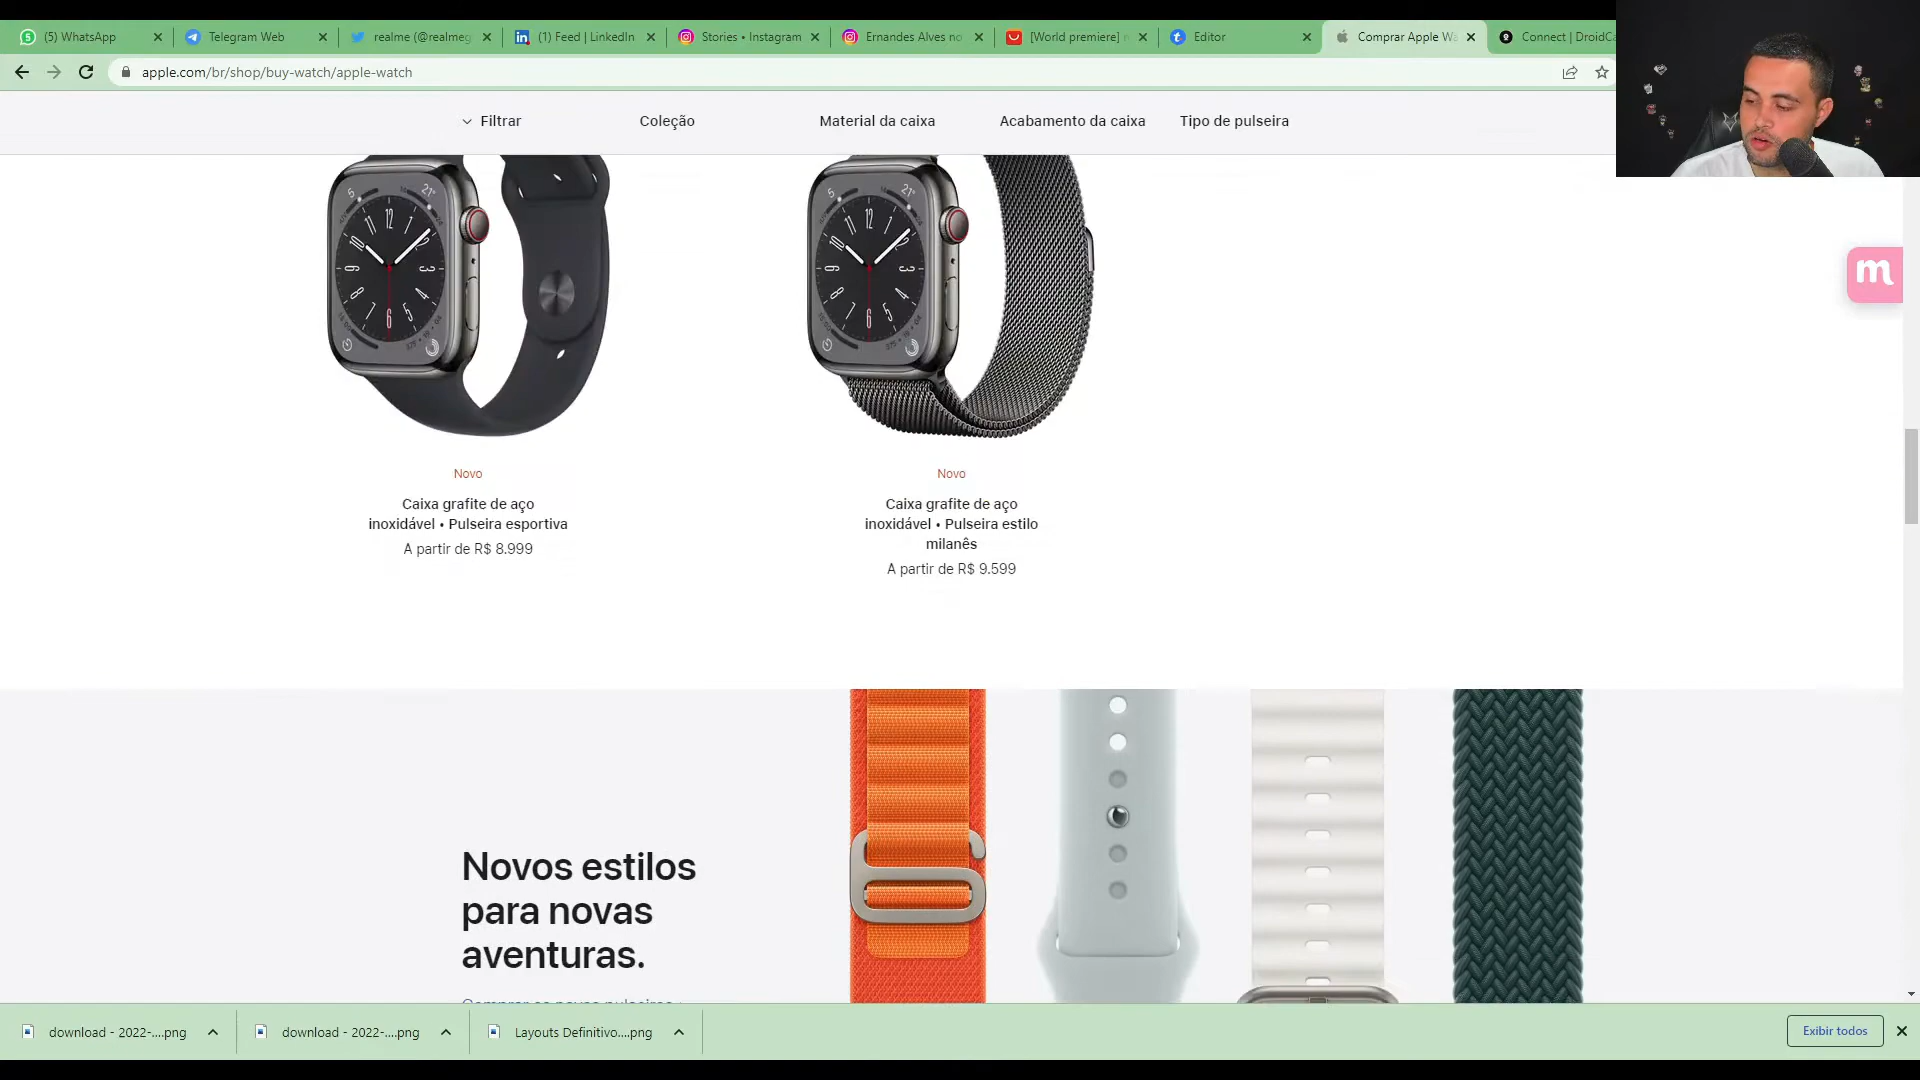 (5) WhatsApp
Telegram Web
realme (@realmeg
(1) Feed | LinkedIn
Stories • Instagram
Ernandes Alves no
[World premiere]
Editor
Comprar Apple Wa
Connect | DroidCa
apple.com/br/shop/buy-watch/apple-watch
Filtrar
Coleção
Material da caixa
Acabamento da caixa
Tipo de pulseira
m
Novo
Caixa grafite de aço
inoxidável • Pulseira esportiva
A partir de R$ 8.999
Novo
Caixa grafite de aço
inoxidável • Pulseira estilo
milanês
A partir de R$ 9.599
Novos estilos
para novas
aventuras.
download - 2022-....png
download - 2022-....png
Layouts Definitivo....png
Exibir todos